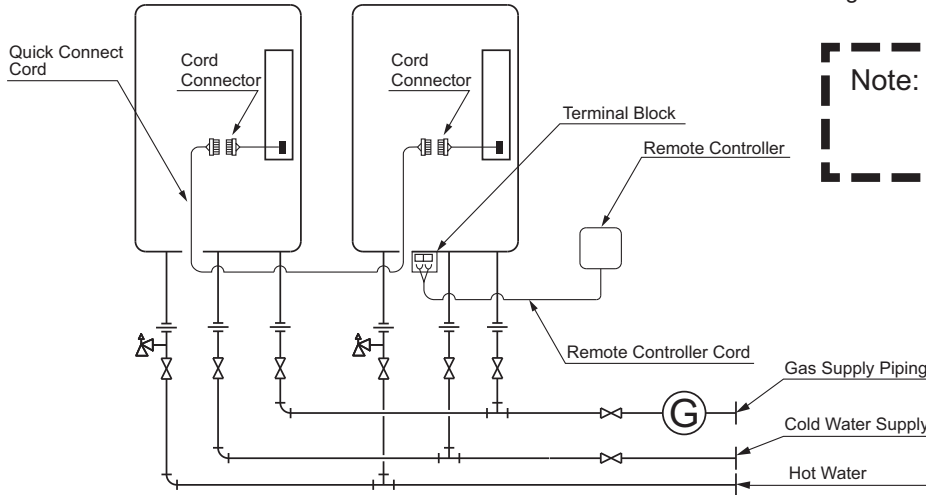 Quick Connect
Cord
Cord
Connector
Cord
Connector
Terminal Block
Remote Controller
Note:
Remote Controller Cord
Gas Supply Piping
G
Cold Water Supply
Hot Water